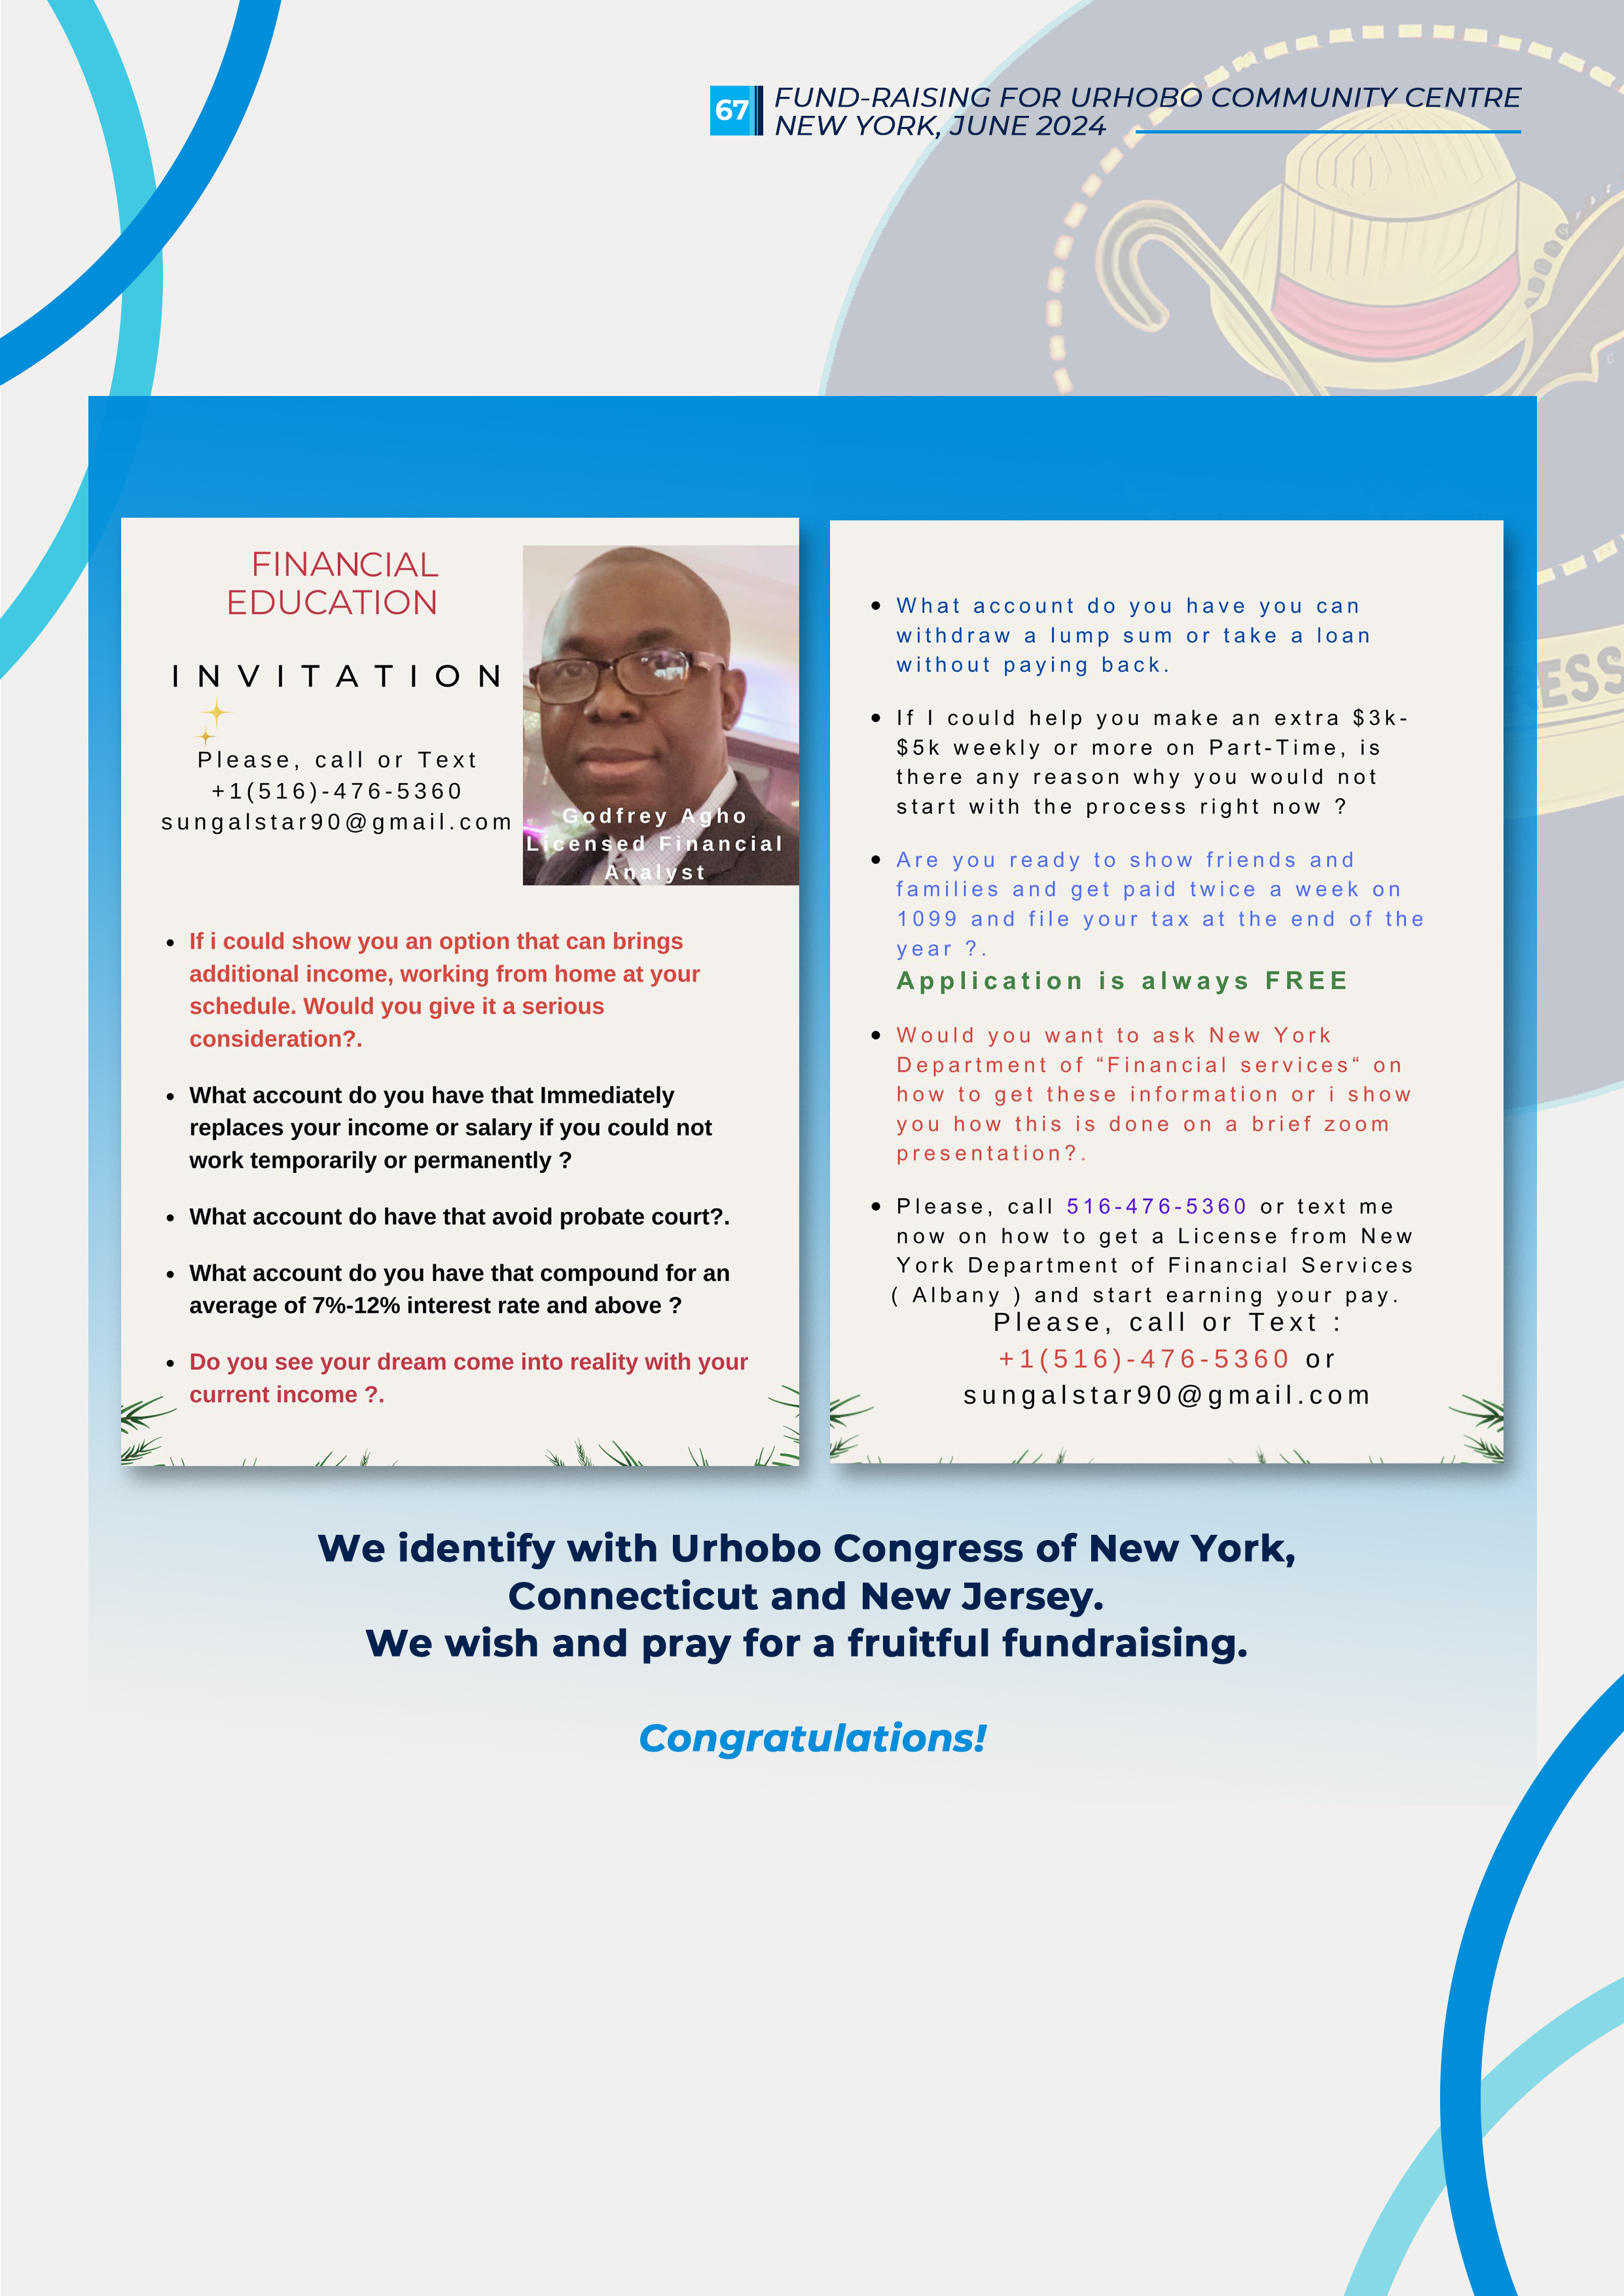 67
FUND-RAISING FOR URHOBO COMMUNITY CENTRE
NEW YORK, JUNE 2024
FINANCIAL
EDUCATION
INVITATION
Please, call or Text
+1(516)-476-5360
sungalstar90@gmail.com
Godfrey Agho
Licensed Financial
Analyst
• If i could show you an option that can brings
additional income, working from home at your
schedule. Would you give it a serious
consideration?.
• What account do you have that Immediately
replaces your income or salary if you could not
work temporarily or permanently ?
• What account do have that avoid probate court?.
• What account do you have that compound for an
average of 7%-12% interest rate and above ?
• Do you see your dream come into reality with your
current income ?.
• What account do you have you can
withdraw a lump sum or take a loan
without paying back.
• If I could help you make an extra $3k-
$5k weekly or more on Part-Time, is
there any reason why you would not
start with the process right now ?
• Are you ready to show friends and
families and get paid twice a week on
1099 and file your tax at the end of the
year ?.
Application is always FREE
• Would you want to ask New York
Department of “Financial services“ on
how to get these information or i show
you how this is done on a brief zoom
presentation?.
• Please, call 516-476-5360 or text me
now on how to get a License from New
York Department of Financial Services
( Albany ) and start earning your pay.
Please, call or Text :
+1(516)-476-5360 or
sungalstar90@gmail.com
RESS
We identify with Urhobo Congress of New York,
Connecticut and New Jersey.
We wish and pray for a fruitful fundraising.
Congratulations!